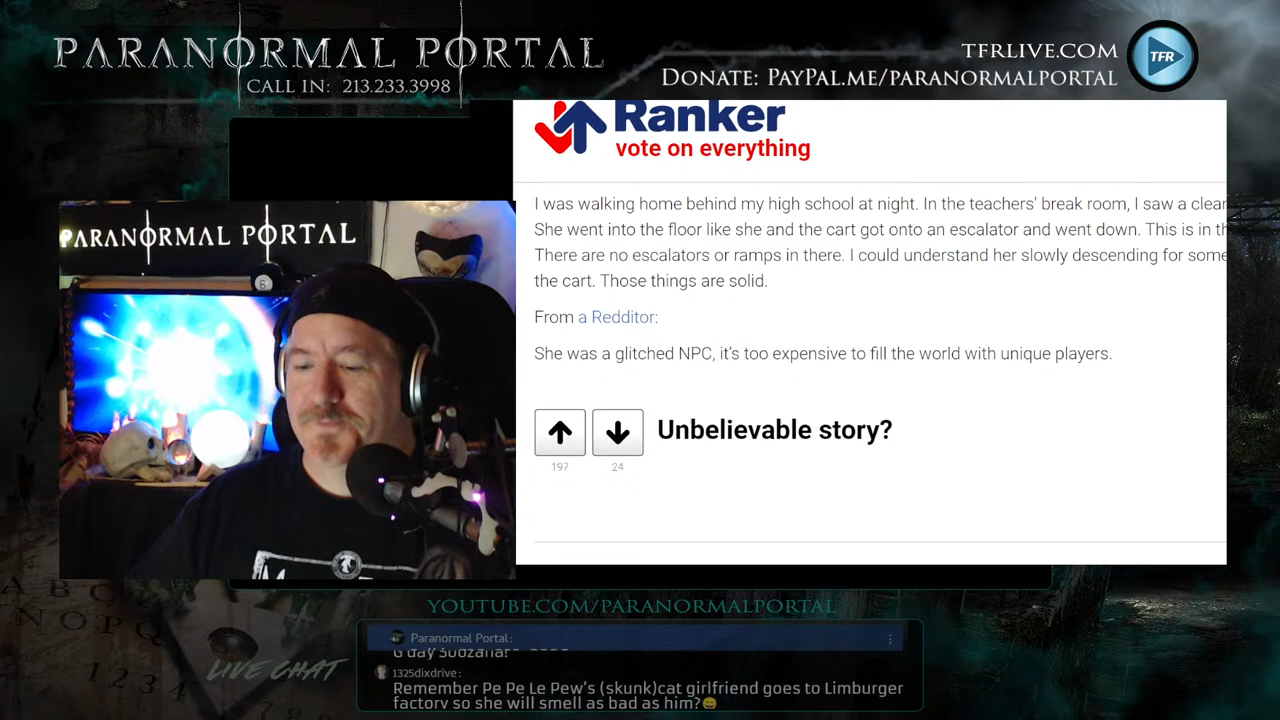 PARANORMAL PORTAL
CALL IN: 213.233.3998
TFRLIVE.COM
DONATE: PAYPAL.ME/PARANORMALPORTAL
TFR
Ranker
vote on everything
PARANORMAL PORTAL
6
I was walking home behind my high school at night. In the teachers' break room, I saw a clear
She went into the floor like she and the cart got onto an escalator and went down. This is in th
There are no escalators or ramps in there. I could understand her slowly descending for some
the cart. Those things are solid.
From a Redditor:
She was a glitched NPC, it's too expensive to fill the world with unique players.
Unbelievable story?
197 24
YOUTUBE.COM/PARANORMALPORTAL
A B C
N O P Q
1 2 3 4
LIVE CHAT
Paranormal Portal:
1325dixdrive:
Remember Pe Pe Le Pew's (skunk)cat girlfriend goes to Limburger
factory so she will smell as bad as him?😄